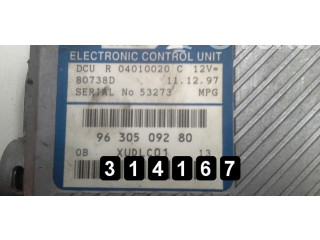 ELECTRONIC CONTROL UNIT
DCU R 04010020 C 12V=
80738D 11.12.97
SERIAL No 53273 MPG
96 305 092 80
314167
0B XUDLC01 13